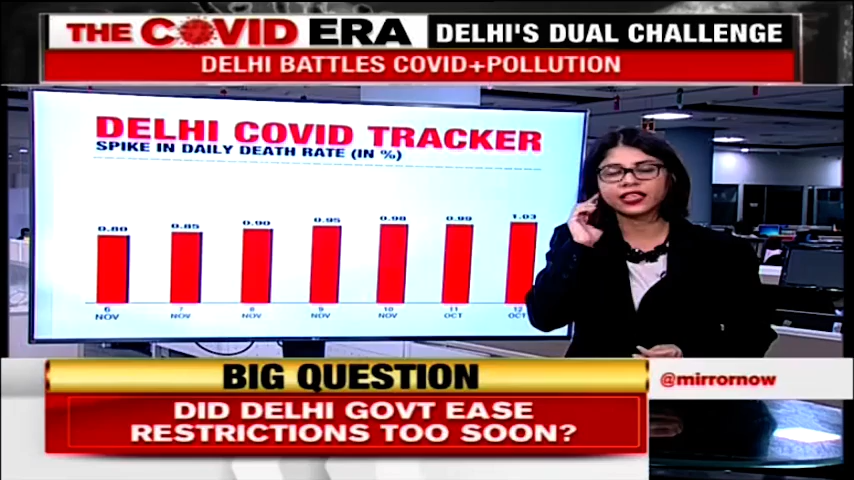 THE COVID ERA
DELHI'S DUAL CHALLENGE
DELHI BATTLES COVID+POLLUTION
DELHI COVID TRACKER
SPIKE IN DAILY DEATH RATE (IN %)
0.80 0.85 0.90 0.95 0.98 0.99 1.03
6 7 8 9 10 11 12
NOV NOV NOV NOV NOV OCT OCT
BIG QUESTION
@mirrornow
DID DELHI GOVT EASE
RESTRICTIONS TOO SOON?